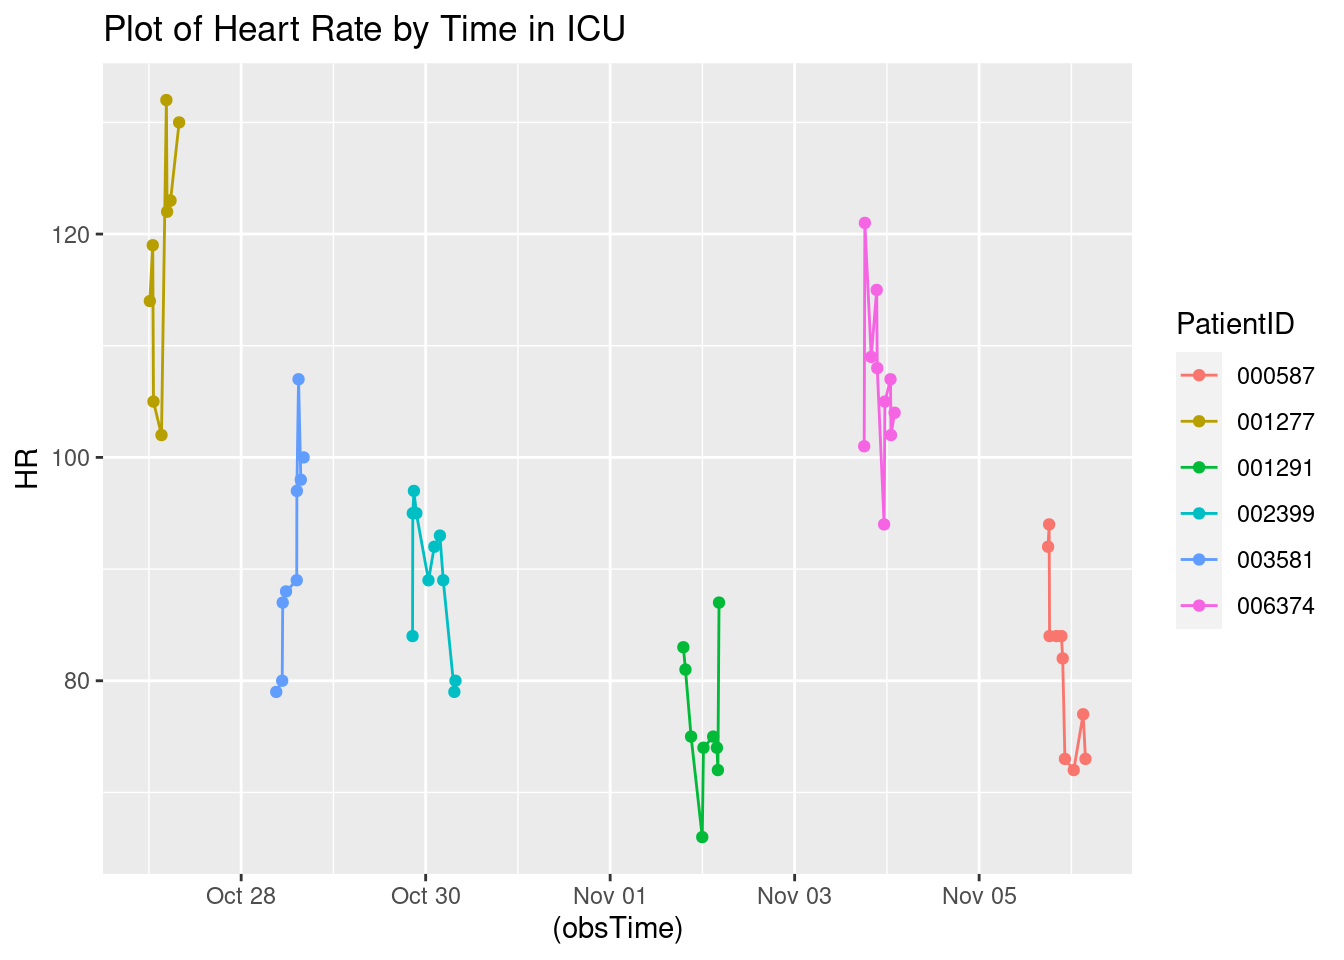 Plot of Heart Rate by Time in ICU
120
100
80
HR
Oct 28
Oct 30
Nov 01
Nov 03
Nov 05
(obsTime)
PatientID
000587
001277
001291
002399
003581
006374